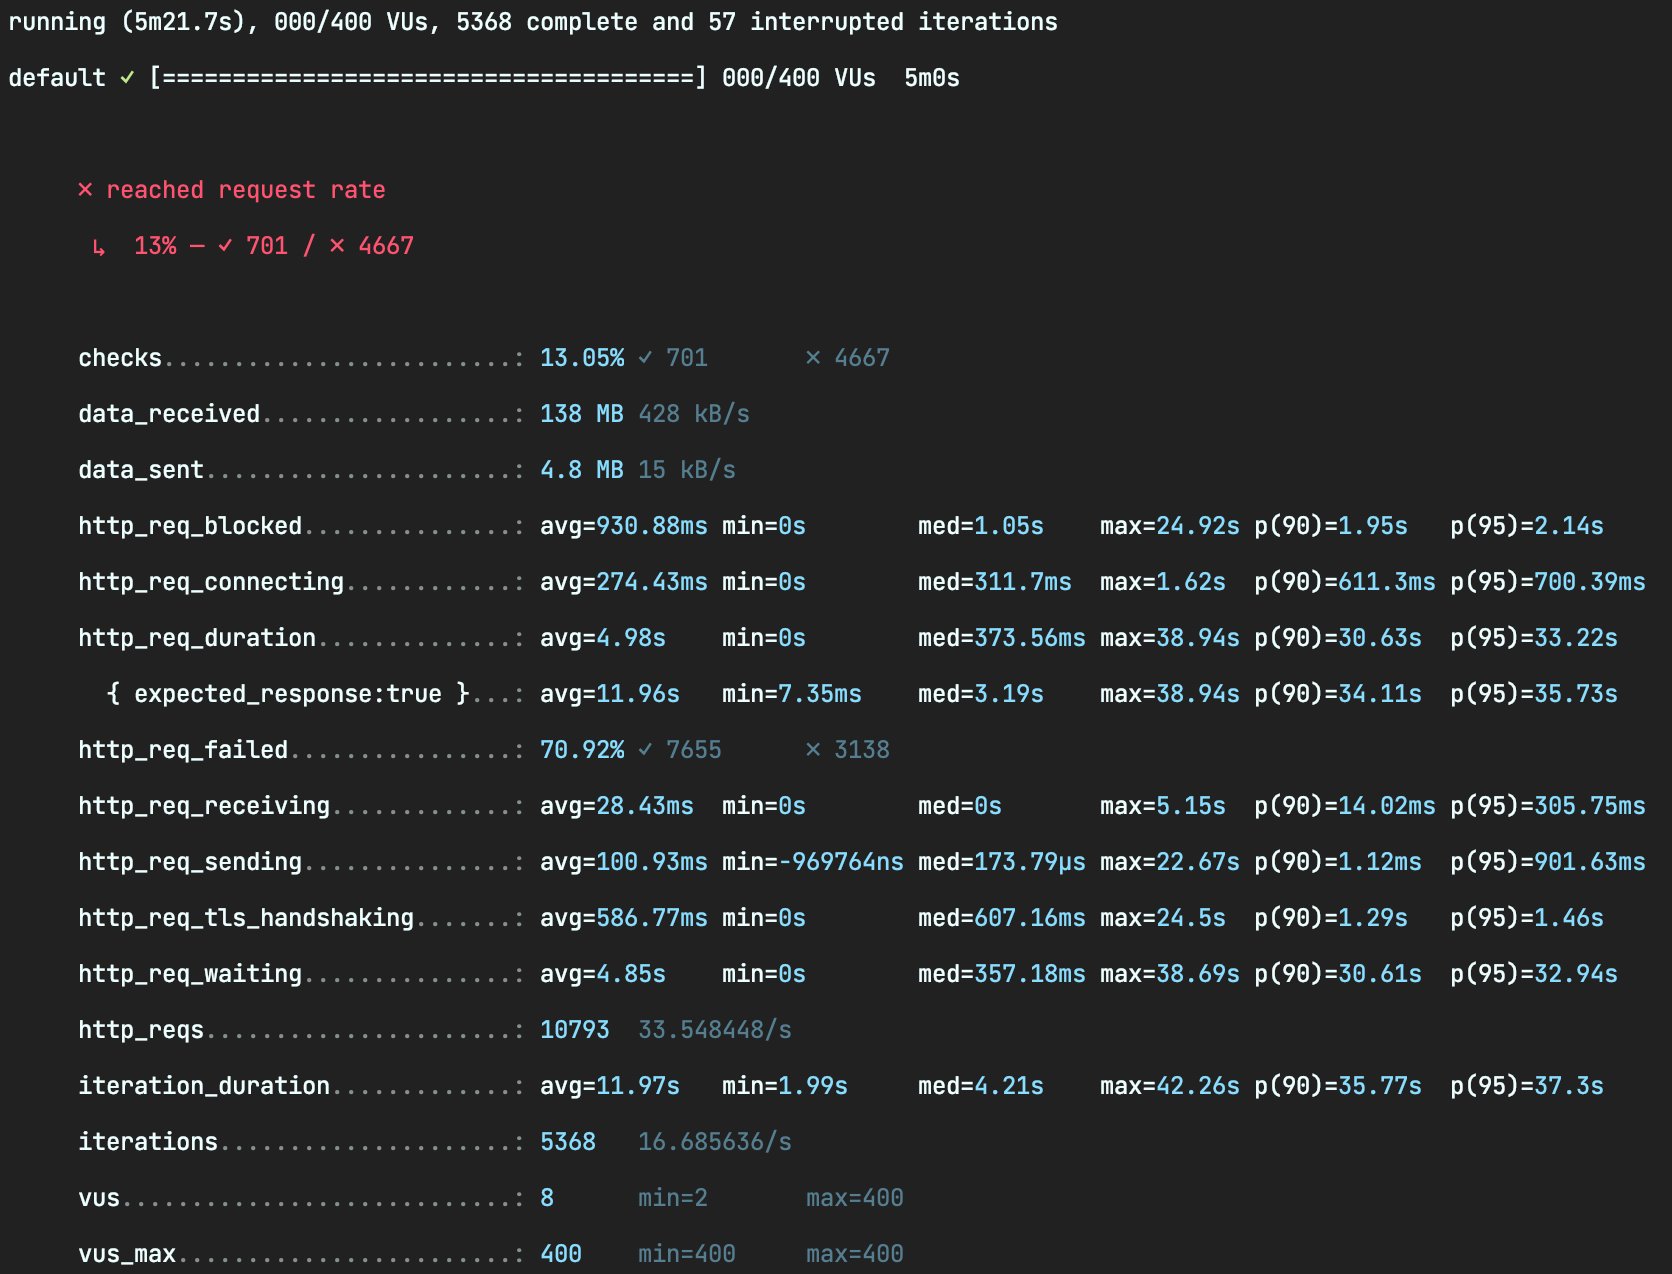 running (5m21.7s), 000/400 VUs, 5368 complete and 57 interrupted iterations
default ✓ [======================================] 000/400 VUs  5m0s
✗ reached request rate
↳  13% — ✓ 701 / ✗ 4667
checks.........................: 13.05% ✓ 701       ✗ 4667
data_received..................: 138 MB 428 kB/s
data_sent......................: 4.8 MB 15 kB/s
http_req_blocked...............: avg=930.88ms min=0s        med=1.05s    max=24.92s p(90)=1.95s   p(95)=2.14s
http_req_connecting............: avg=274.43ms min=0s        med=311.7ms  max=1.62s  p(90)=611.3ms p(95)=700.39ms
http_req_duration..............: avg=4.98s    min=0s        med=373.56ms max=38.94s p(90)=30.63s  p(95)=33.22s
{ expected_response:true }...: avg=11.96s   min=7.35ms    med=3.19s    max=38.94s p(90)=34.11s  p(95)=35.73s
http_req_failed................: 70.92% ✓ 7655      ✗ 3138
http_req_receiving.............: avg=28.43ms  min=0s        med=0s       max=5.15s  p(90)=14.02ms p(95)=305.75ms
http_req_sending...............: avg=100.93ms min=-969764ns med=173.79µs max=22.67s p(90)=1.12ms  p(95)=901.63ms
http_req_tls_handshaking.......: avg=586.77ms min=0s        med=607.16ms max=24.5s  p(90)=1.29s   p(95)=1.46s
http_req_waiting...............: avg=4.85s    min=0s        med=357.18ms max=38.69s p(90)=30.61s  p(95)=32.94s
http_reqs......................: 10793  33.548448/s
iteration_duration.............: avg=11.97s   min=1.99s     med=4.21s    max=42.26s p(90)=35.77s  p(95)=37.3s
iterations.....................: 5368   16.685636/s
vus............................: 8      min=2       max=400
vus_max........................: 400    min=400     max=400